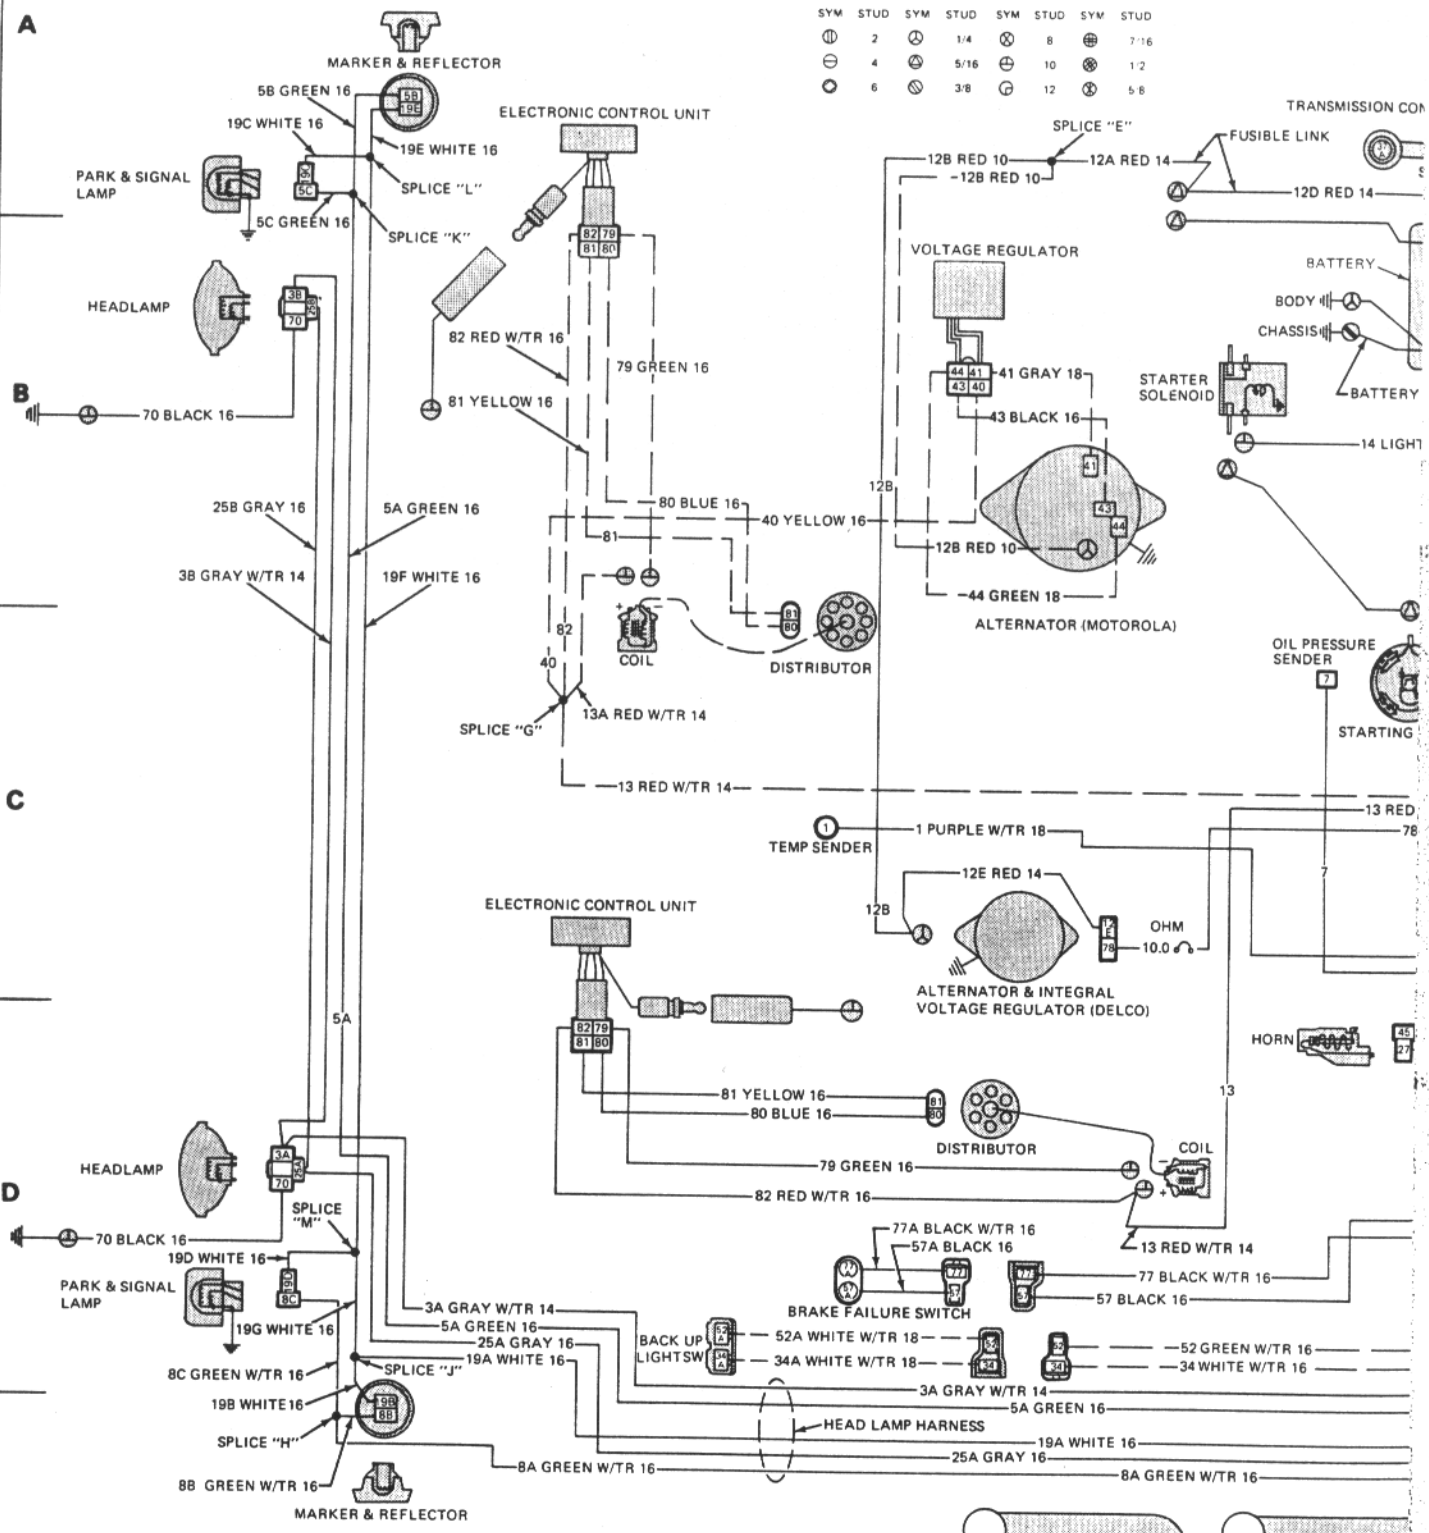 A
SYM STUD SYM STUD SYM STUD SYM STUD
2 1/4 8 7/16
4 5/16 10 1/2
6 3/8 12 5/8
MARKER & REFLECTOR
5B GREEN 16
5B
19E
19C WHITE 16
19E WHITE 16
ELECTRONIC CONTROL UNIT
TRANSMISSION CON
SPLICE "E"
FUSIBLE LINK
12B RED 10
12A RED 14
12B RED 10
12D RED 14
PARK & SIGNAL
LAMP
5C
SPLICE "L"
5C GREEN 16
SPLICE "K"
82 79
81 80
VOLTAGE REGULATOR
BATTERY
BODY
CHASSIS
HEADLAMP
3B
25B
70
82 RED W/TR 16
79 GREEN 16
44 41
43 40
41 GRAY 18
STARTER
SOLENOID
BATTERY
B
70 BLACK 16
81 YELLOW 16
43 BLACK 16
14 LIGHT
41
12B
25B GRAY 16
5A GREEN 16
80 BLUE 16
40 YELLOW 16
43
44
81
12B RED 10
3B GRAY W/TR 14
19F WHITE 16
44 GREEN 18
+
−
81
80
ALTERNATOR (MOTOROLA)
82
40
COIL
DISTRIBUTOR
OIL PRESSURE
SENDER
7
13A RED W/TR 14
SPLICE "G"
STARTING
13 RED W/TR 14
C
13 RED
1
1 PURPLE W/TR 18
78
TEMP SENDER
12E RED 14
7
ELECTRONIC CONTROL UNIT
12B
12
E
78
OHM
10.0
ALTERNATOR & INTEGRAL
VOLTAGE REGULATOR (DELCO)
5A
82 79
81 80
HORN
45
27
81 YELLOW 16
80 BLUE 16
81
80
13
DISTRIBUTOR
COIL
−
+
HEADLAMP
3A
25A
70
79 GREEN 16
82 RED W/TR 16
D
SPLICE
"M"
70 BLACK 16
77A BLACK W/TR 16
57A BLACK 16
13 RED W/TR 14
19D WHITE 16
19D
8C
77
A
57
A
77
57
77
57
77 BLACK W/TR 16
57 BLACK 16
PARK & SIGNAL
LAMP
BRAKE FAILURE SWITCH
19G WHITE 16
3A GRAY W/TR 14
5A GREEN 16
25A GRAY 16
19A WHITE 16
BACK UP
LIGHT SW
52
A
34
A
52A WHITE W/TR 18
34A WHITE W/TR 18
52
34
52
34
52 GREEN W/TR 16
34 WHITE W/TR 16
SPLICE "J"
8C GREEN W/TR 16
3A GRAY W/TR 14
19B WHITE 16
19B
8B
5A GREEN 16
HEAD LAMP HARNESS
SPLICE "H"
19A WHITE 16
25A GRAY 16
8A GREEN W/TR 16
8A GREEN W/TR 16
8B GREEN W/TR 16
MARKER & REFLECTOR